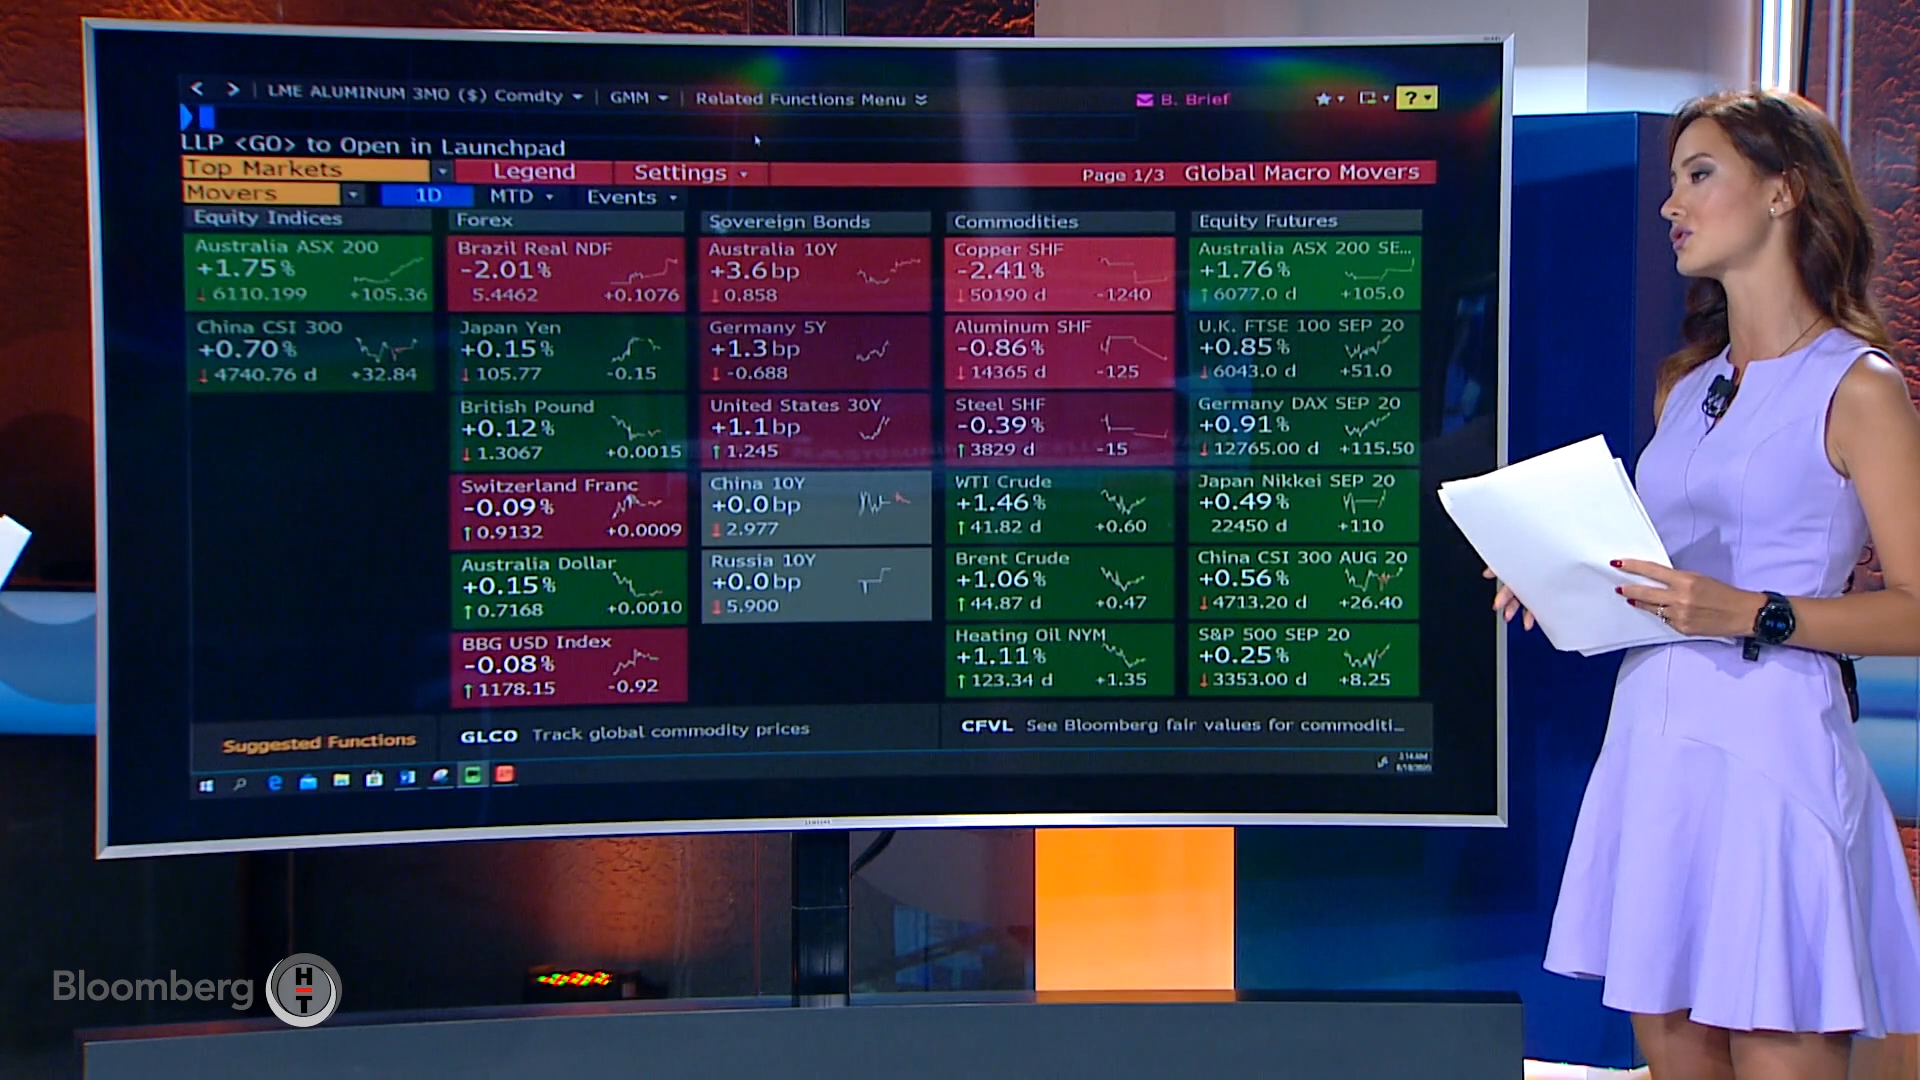 LME ALUMINUM 3MO ($) Comdty GMM Related Functions Menu B. Brief ?
LLP <GO> to Open in Launchpad
Top Markets Legend Settings Page 1/3 Global Macro Movers
Movers 1D MTD Events
Equity Indices
Australia ASX 200
+1.75%
↓6110.199 +105.36
China CSI 300
+0.70%
↓4740.76 d +32.84
Forex
Brazil Real NDF
-2.01%
5.4462 +0.1076
Japan Yen
+0.15%
↓105.77 -0.15
British Pound
+0.12%
↓1.3067 +0.0015
Switzerland Franc
-0.09%
↑0.9132 +0.0009
Australia Dollar
+0.15%
↑0.7168 +0.0010
BBG USD Index
-0.08%
↑1178.15 -0.92
Sovereign Bonds
Australia 10Y
+3.6bp
↓0.858
Germany 5Y
+1.3bp
↓-0.688
United States 30Y
+1.1bp
↑1.245
China 10Y
+0.0bp
↓2.977
Russia 10Y
+0.0bp
↓5.900
Commodities
Copper SHF
-2.41%
↓50190 d -1240
Aluminum SHF
-0.86%
↓14365 d -125
Steel SHF
-0.39%
↑3829 d -15
WTI Crude
+1.46%
↑41.82 d +0.60
Brent Crude
+1.06%
↑44.87 d +0.47
Heating Oil NYM
+1.11%
↑123.34 d +1.35
Equity Futures
Australia ASX 200 SE...
+1.76%
↑6077.0 d +105.0
U.K. FTSE 100 SEP 20
+0.85%
↓6043.0 d +51.0
Germany DAX SEP 20
+0.91%
↓12765.00 d +115.50
Japan Nikkei SEP 20
+0.49%
22450 d +110
China CSI 300 AUG 20
+0.56%
↓4713.20 d +26.40
S&P 500 SEP 20
+0.25%
↓3353.00 d +8.25
Suggested Functions GLCO Track global commodity prices CFVL See Bloomberg fair values for commoditi...
SAMSUNG
Bloomberg HT